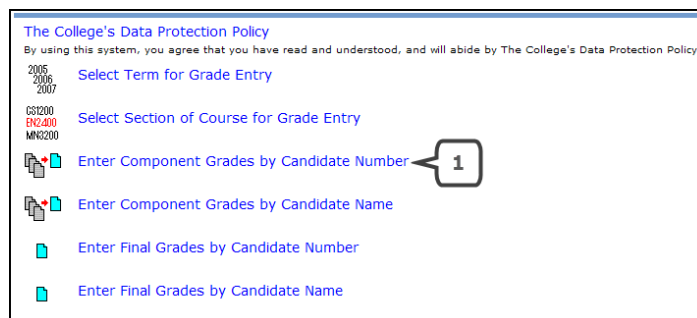 The College's Data Protection Policy
By using this system, you agree that you have read and understood, and will abide by The College's Data Protection Policy
2005
2006
2007
Select Term for Grade Entry
CS1200
EN2400
MN3200
Select Section of Course for Grade Entry
Enter Component Grades by Candidate Number
1
Enter Component Grades by Candidate Name
Enter Final Grades by Candidate Number
Enter Final Grades by Candidate Name